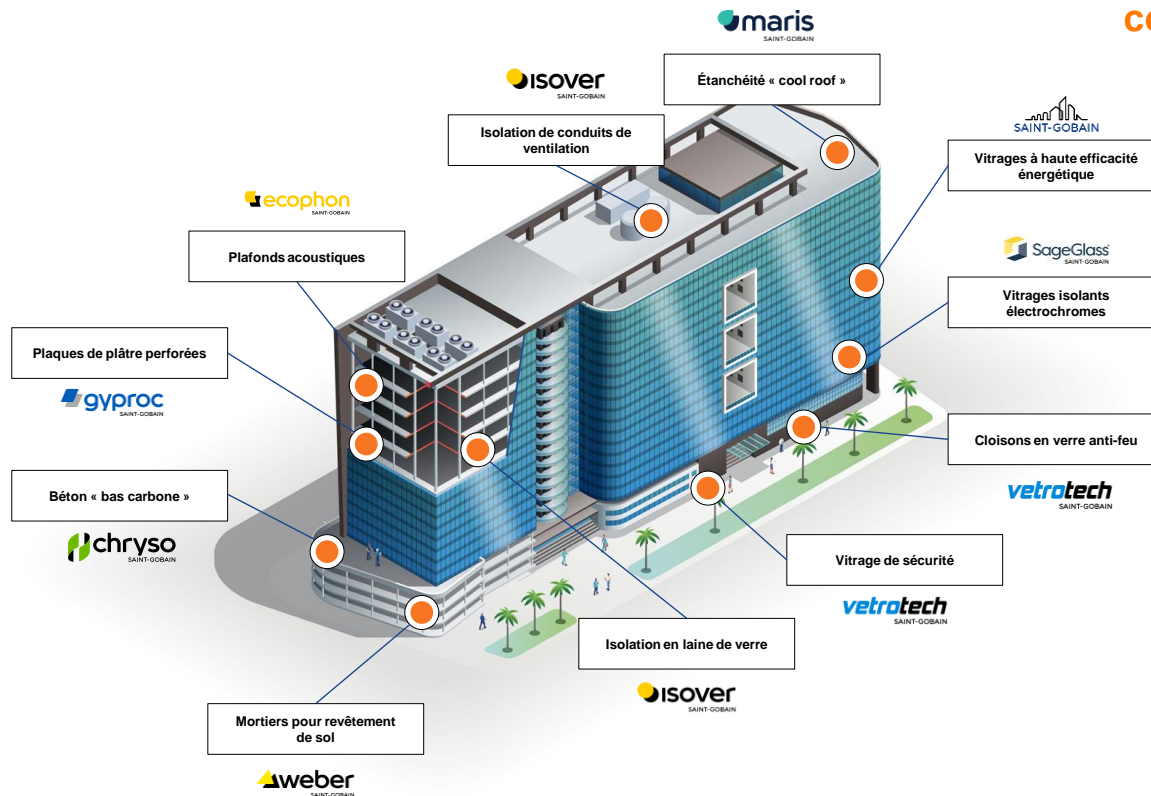 maris
SAINT-GOBAIN
co
Étanchéité « cool roof »
isover
SAINT-GOBAIN
Isolation de conduits de
ventilation
SAINT-GOBAIN
Vitrages à haute efficacité
énergétique
ecophon
SAINT-GOBAIN
Plafonds acoustiques
SageGlass
SAINT-GOBAIN
Vitrages isolants
électrochromes
Plaques de plâtre perforées
gyproc
SAINT-GOBAIN
Cloisons en verre anti-feu
vetrotech
SAINT-GOBAIN
Béton « bas carbone »
chryso
SAINT-GOBAIN
Vitrage de sécurité
vetrotech
SAINT-GOBAIN
Isolation en laine de verre
isover
SAINT-GOBAIN
Mortiers pour revêtement
de sol
weber
SAINT-GOBAIN